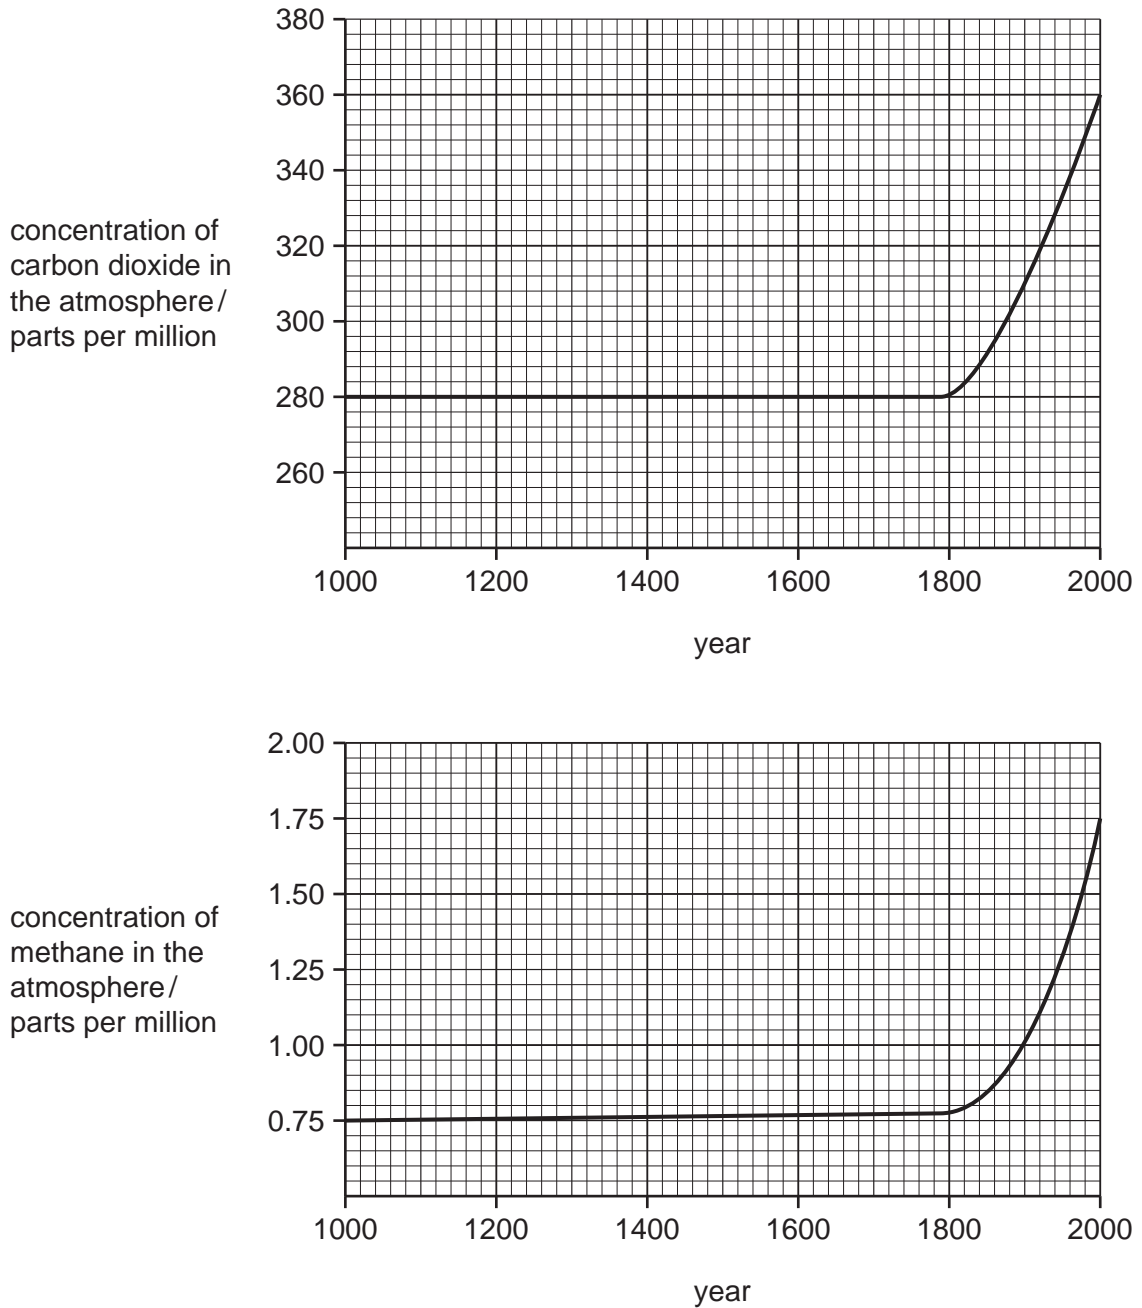 380
360
340
320
300
280
260
concentration of
carbon dioxide in
the atmosphere/
parts per million
1000 1200 1400 1600 1800 2000
year
2.00
1.75
1.50
1.25
1.00
0.75
concentration of
methane in the
atmosphere/
parts per million
1000 1200 1400 1600 1800 2000
year